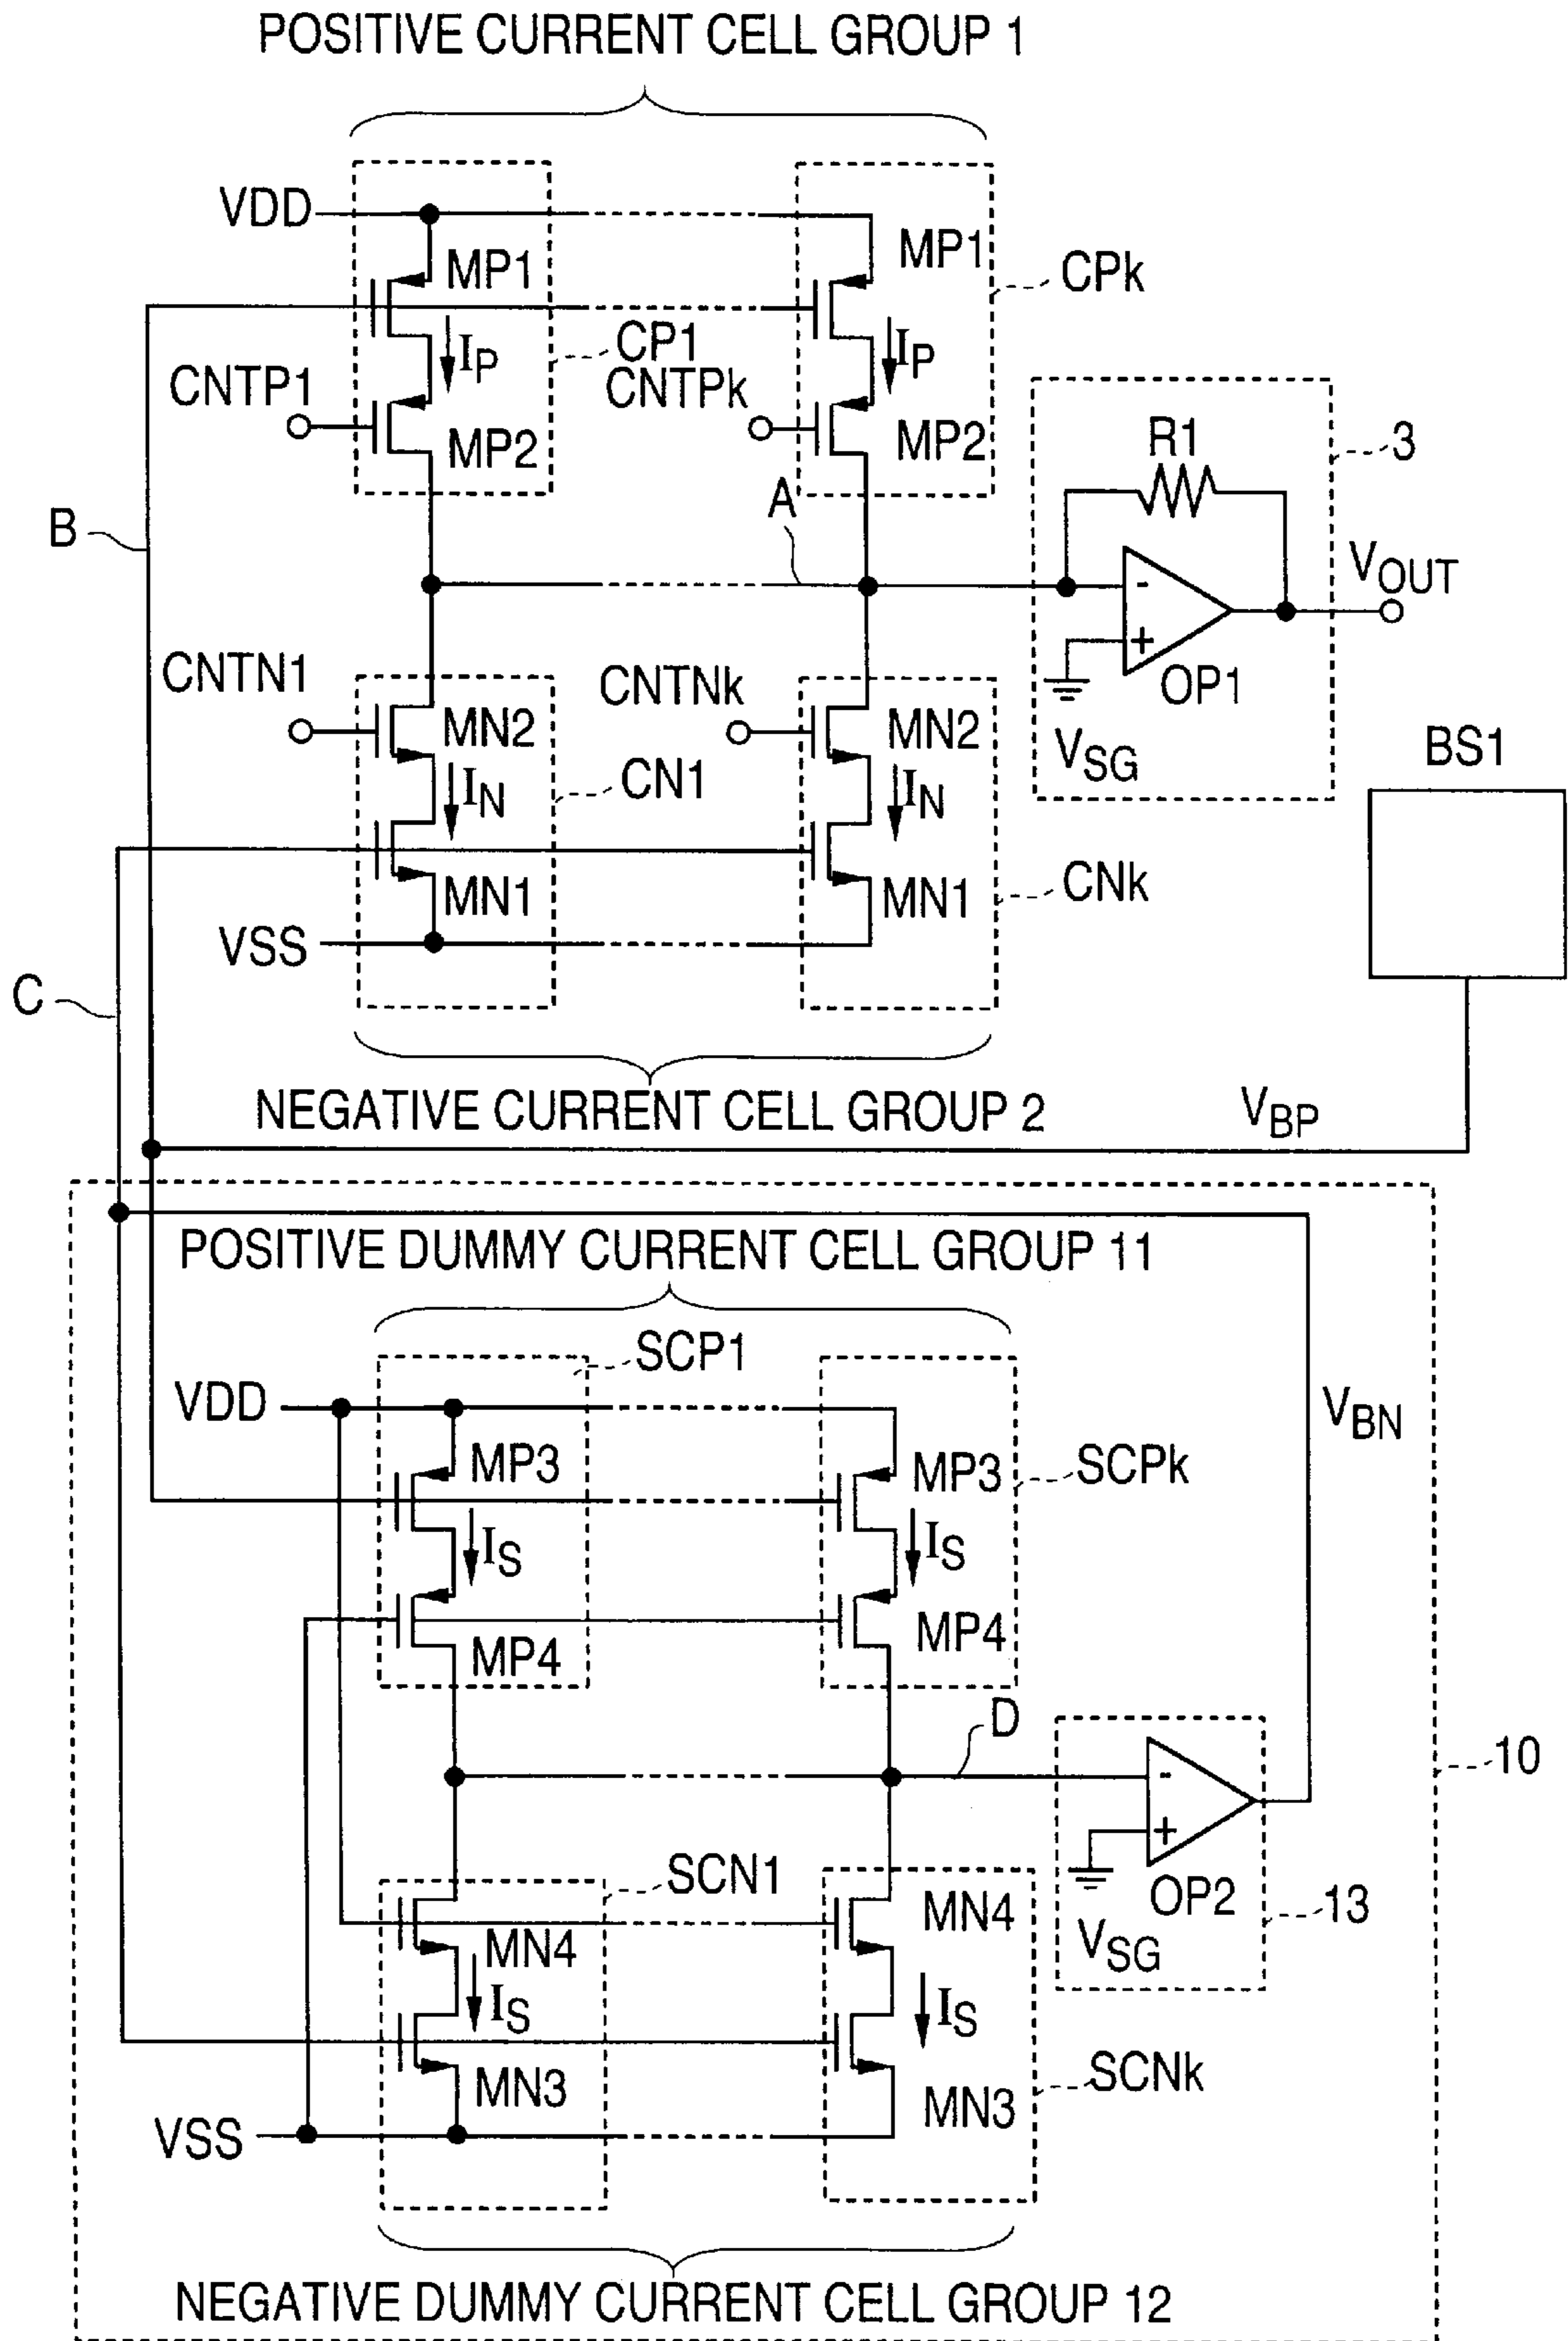 POSITIVE CURRENT CELL GROUP 1
VDD
MP1
MP1
CPk
CP1
IP
IP
CNTP1
CNTPk
MP2
MP2
R1
3
A
B
VOUT
CNTN1
CNTNk
OP1
MN2
MN2
VSG
BS1
CN1
IN
IN
MN1
MN1
CNk
VSS
C
NEGATIVE CURRENT CELL GROUP 2
VBP
POSITIVE DUMMY CURRENT CELL GROUP 11
SCP1
VDD
VBN
MP3
MP3
SCPk
IS
IS
MP4
MP4
D
10
SCN1
OP2
13
MN4
MN4
VSG
IS
IS
MN3
MN3
SCNk
VSS
NEGATIVE DUMMY CURRENT CELL GROUP 12